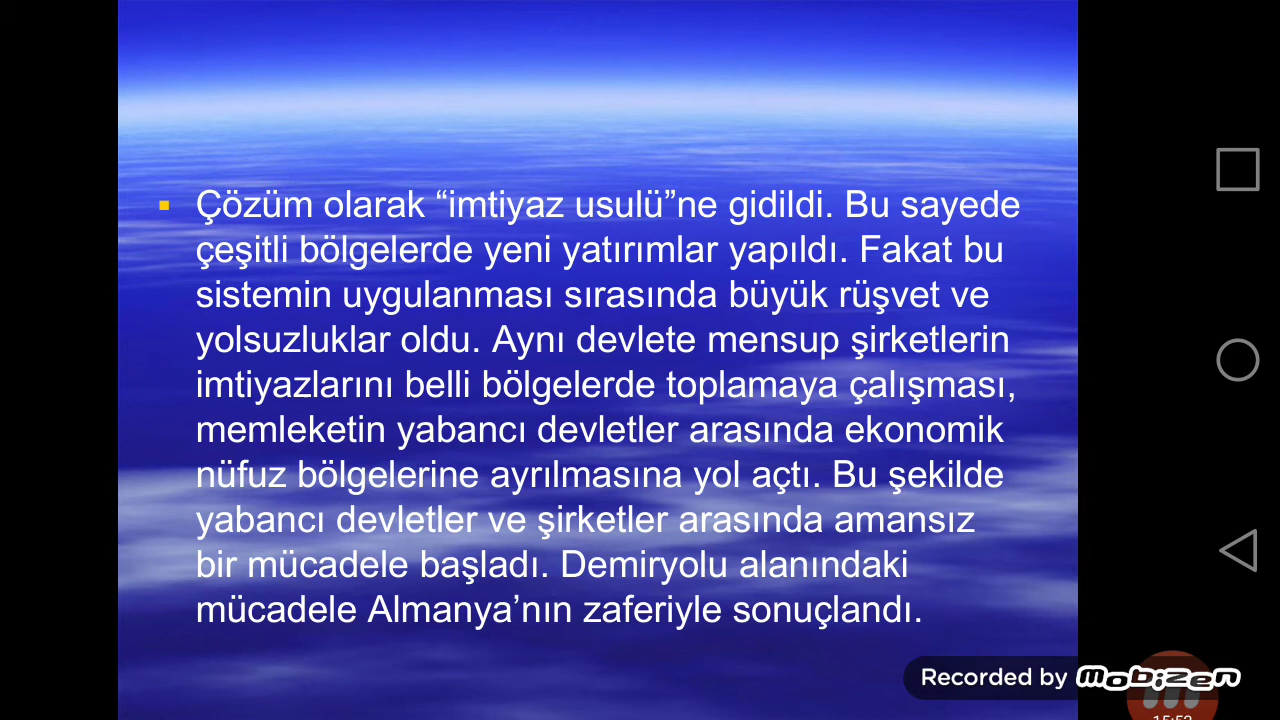 Çözüm olarak “imtiyaz usulü”ne gidildi. Bu sayede
çeşitli bölgelerde yeni yatırımlar yapıldı. Fakat bu
sistemin uygulanması sırasında büyük rüşvet ve
yolsuzluklar oldu. Aynı devlete mensup şirketlerin
imtiyazlarını belli bölgelerde toplamaya çalışması,
memleketin yabancı devletler arasında ekonomik
nüfuz bölgelerine ayrılmasına yol açtı. Bu şekilde
yabancı devletler ve şirketler arasında amansız
bir mücadele başladı. Demiryolu alanındaki
mücadele Almanya’nın zaferiyle sonuçlandı.
Recorded by mobizen